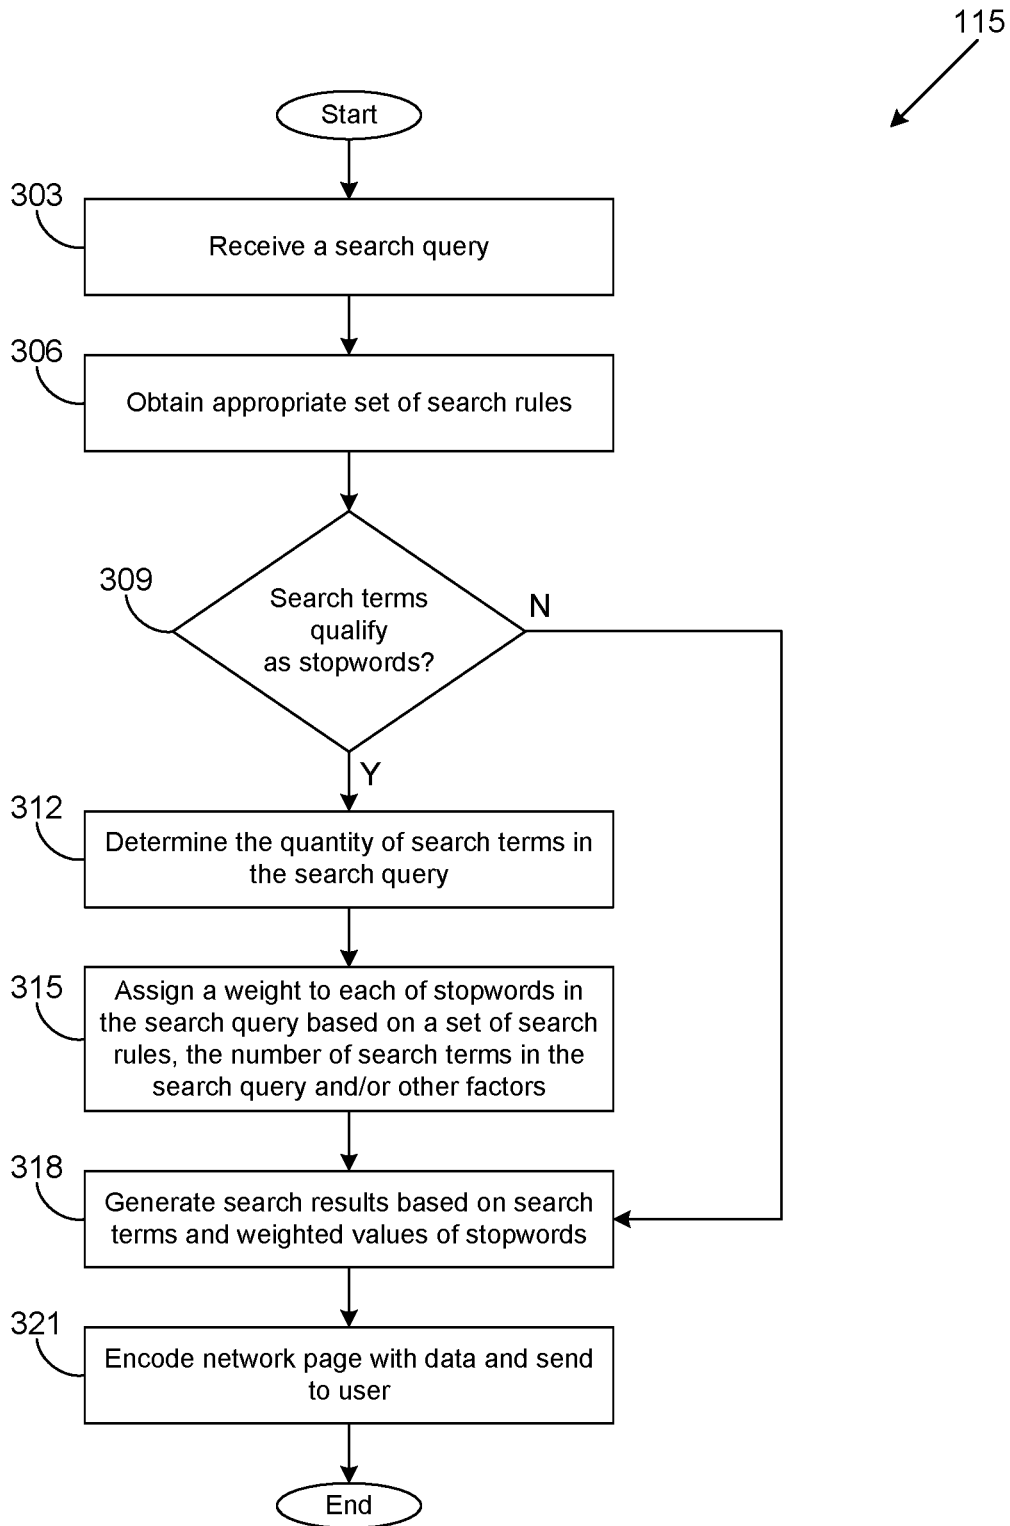 115
Start
303
Receive a search query
306
Obtain appropriate set of search rules
309
Search terms
qualify
as stopwords?
N
Y
312
Determine the quantity of search terms in
the search query
315
Assign a weight to each of stopwords in
the search query based on a set of search
rules, the number of search terms in the
search query and/or other factors
318
Generate search results based on search
terms and weighted values of stopwords
321
Encode network page with data and send
to user
End